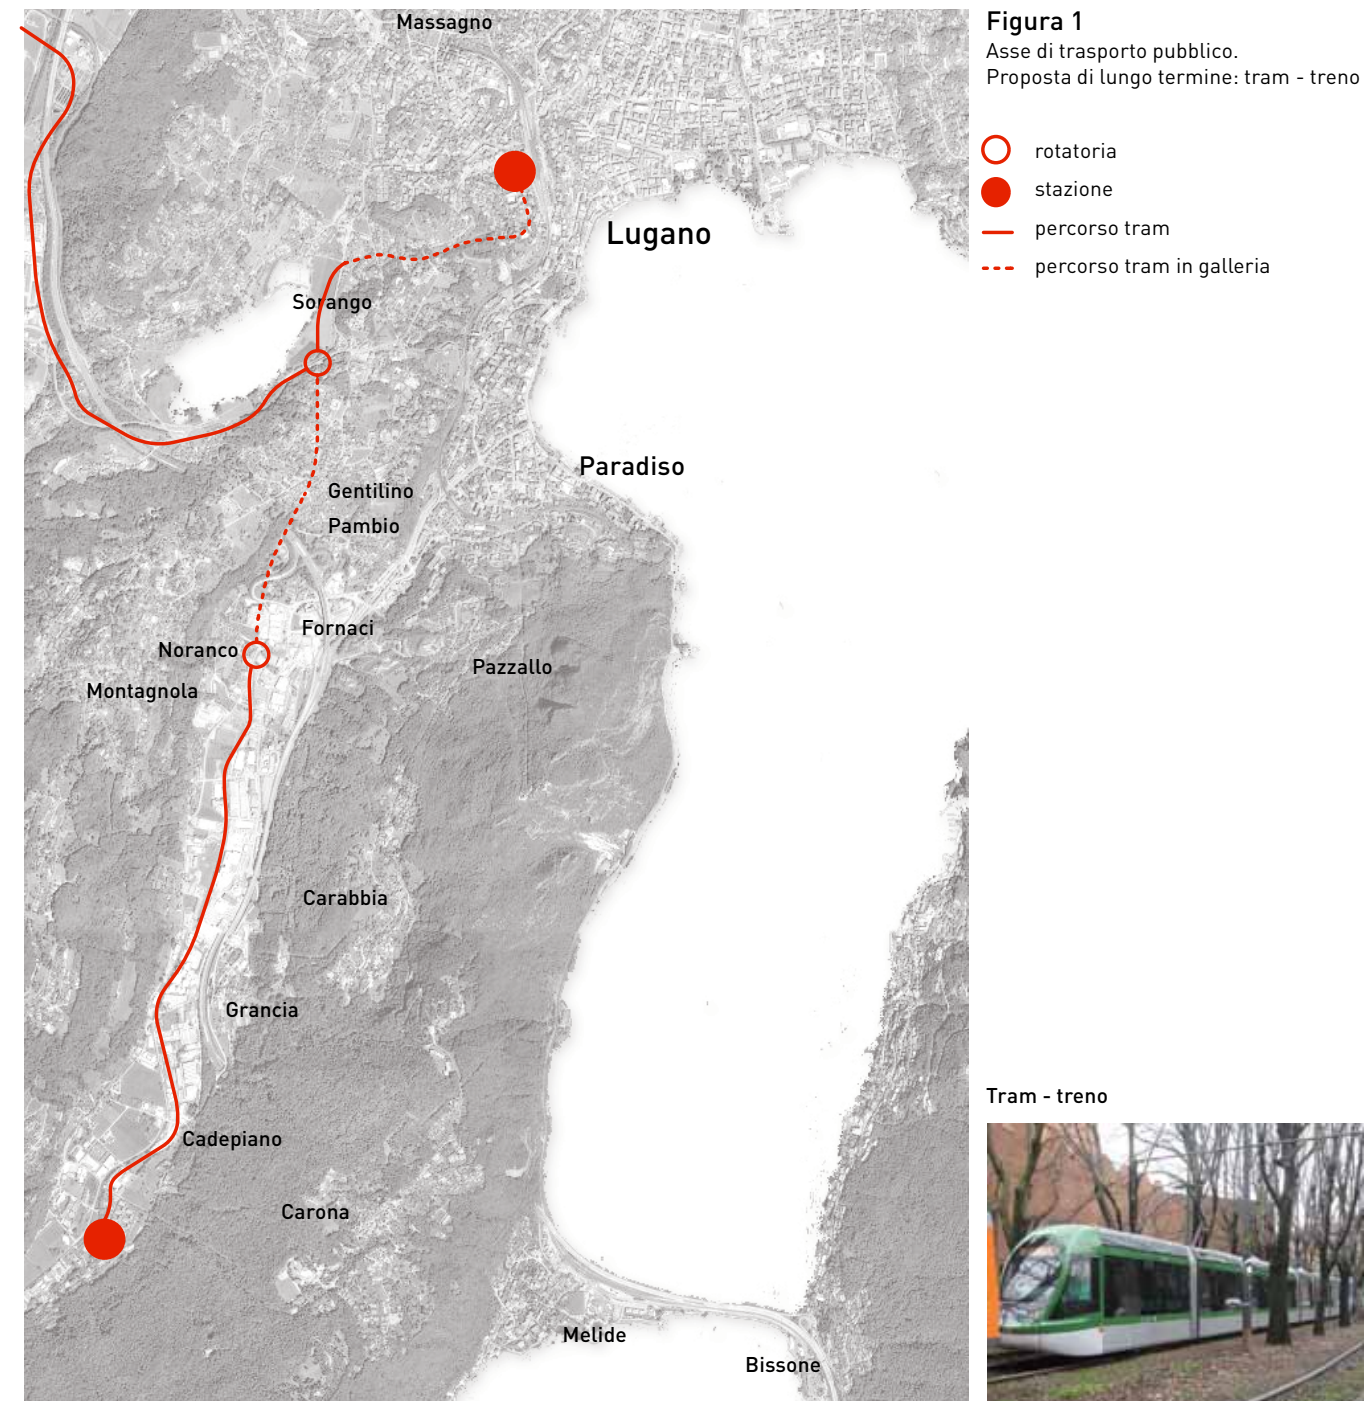 Figura 1
Asse di trasporto pubblico.
Proposta di lungo termine: tram - treno
rotatoria
stazione
percorso tram
percorso tram in galleria
Massagno
Lugano
Sorango
Paradiso
Gentilino
Pambio
Fornaci
Noranco
Pazzallo
Montagnola
Carabbia
Grancia
Cadepiano
Carona
Melide
Bissone
Tram - treno